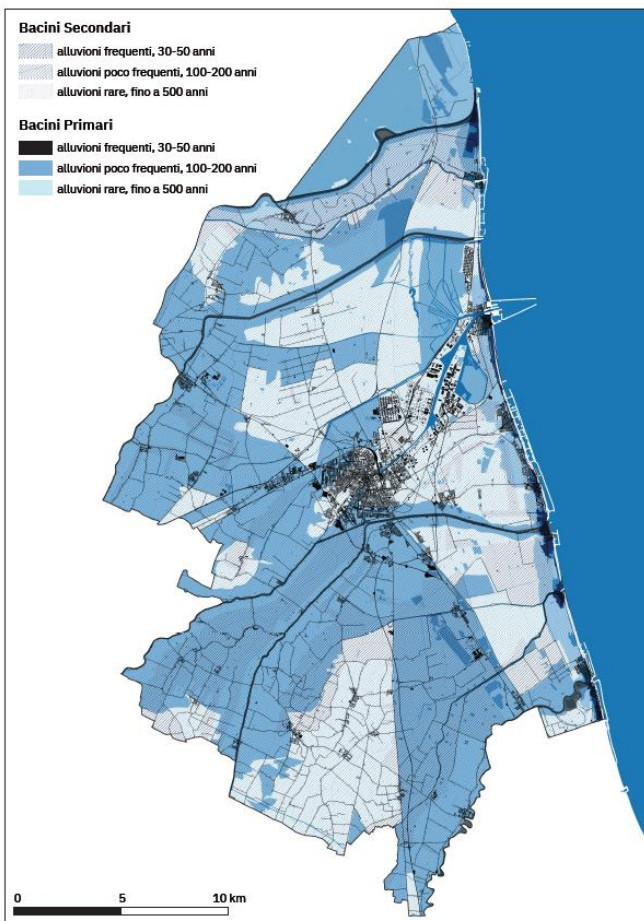 Bacini Secondari
alluvioni frequenti, 30-50 anni
alluvioni poco frequenti, 100-200 anni
alluvioni rare, fino a 500 anni
Bacini Primari
alluvioni frequenti, 30-50 anni
alluvioni poco frequenti, 100-200 anni
alluvioni rare, fino a 500 anni
0 5 10 km